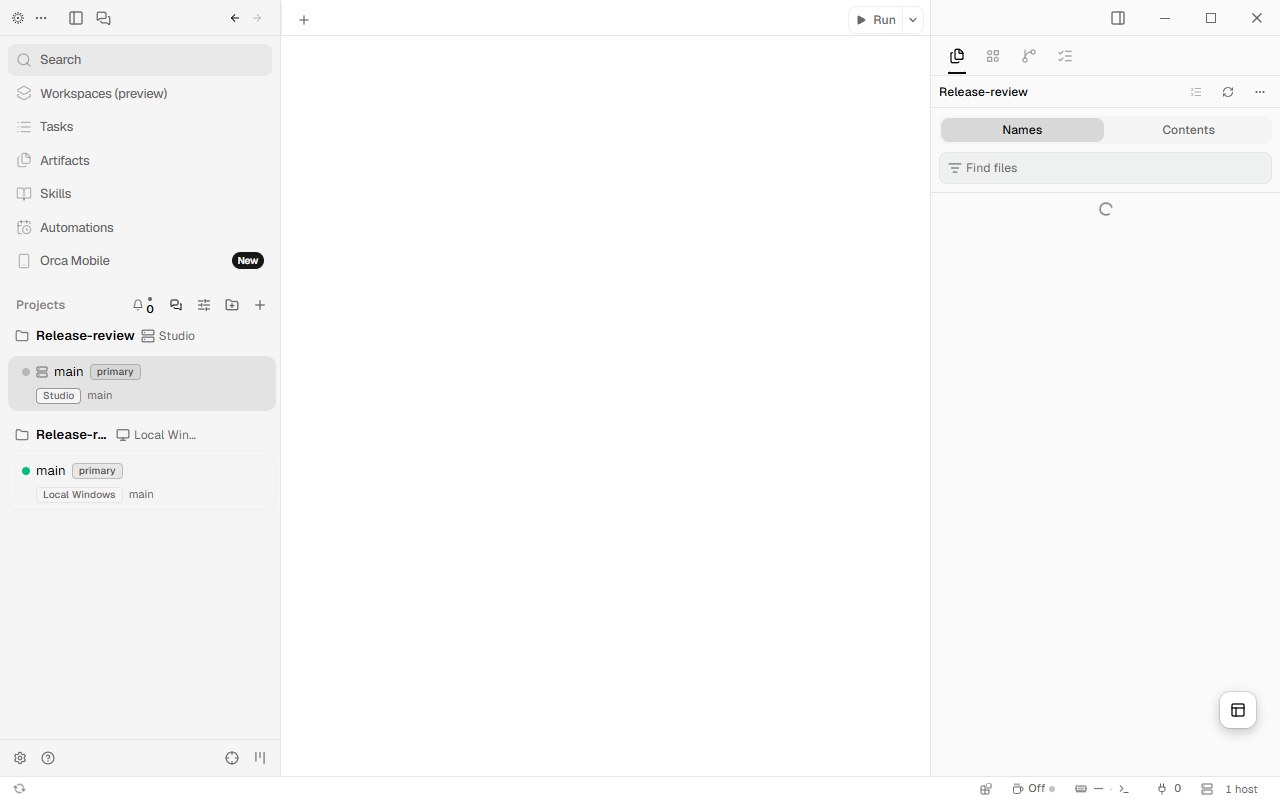 Run
Search
Workspaces (preview)
Tasks
Artifacts
Skills
Automations
Orca Mobile New
Projects 0
Release-review Studio
main primary
Studio main
Release-r... Local Win...
main primary
Local Windows main
Release-review
Names Contents
Find files
Off 0 1 host